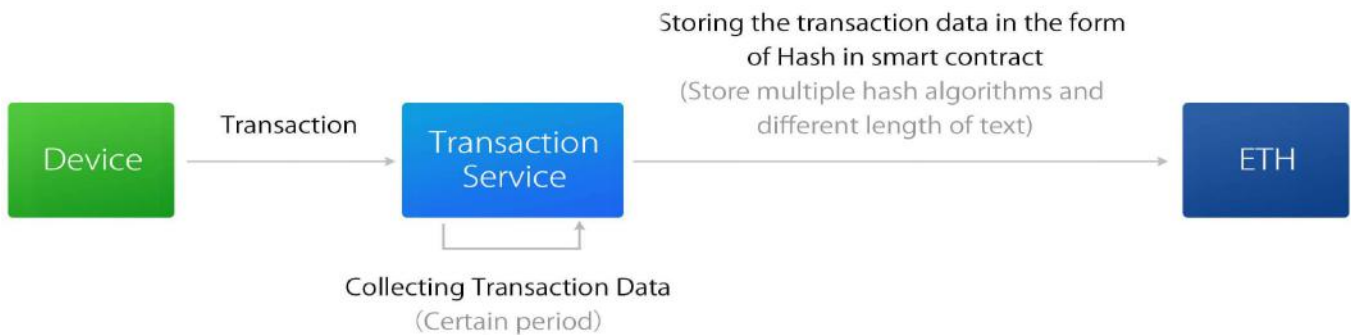 Storing the transaction data in the form
of Hash in smart contract
(Store multiple hash algorithms and
different length of text)
Device
Transaction
Transaction
Service
ETH
Collecting Transaction Data
(Certain period)